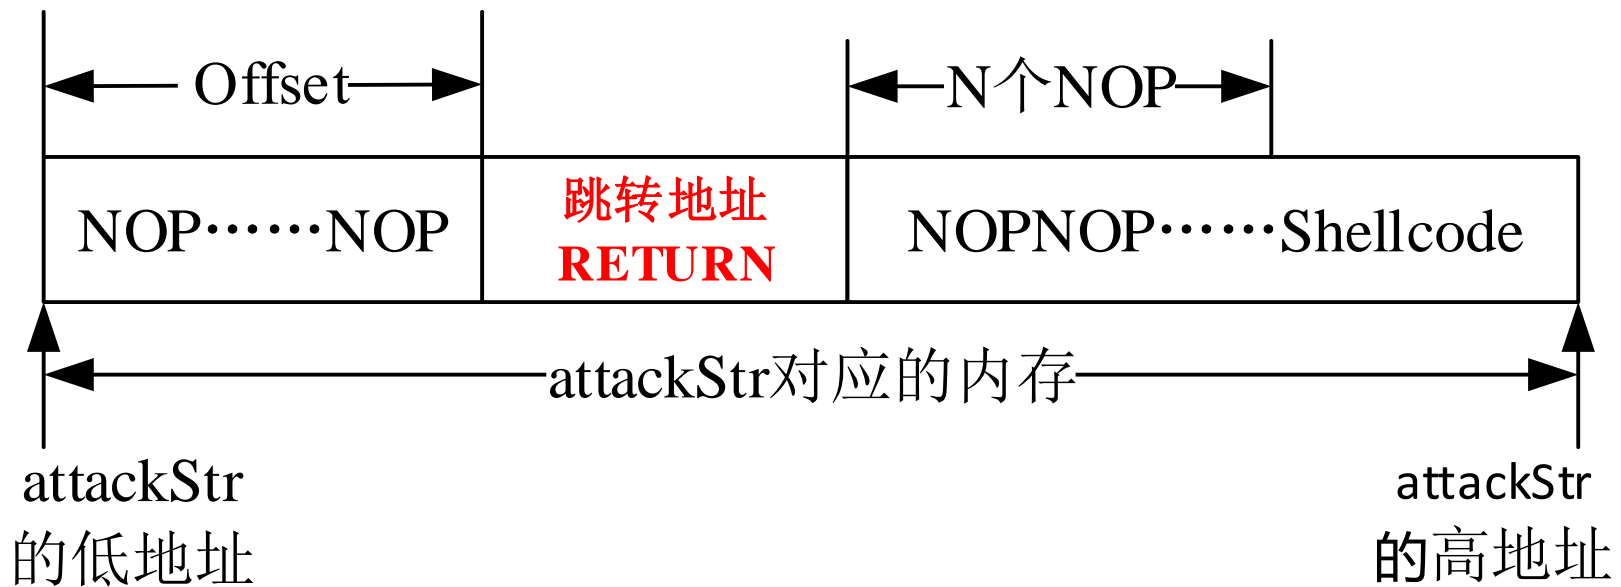 Offset
N个NOP
NOP……NOP
跳转地址
RETURN
NOPNOP……Shellcode
attackStr对应的内存
attackStr
的低地址
attackStr
的高地址